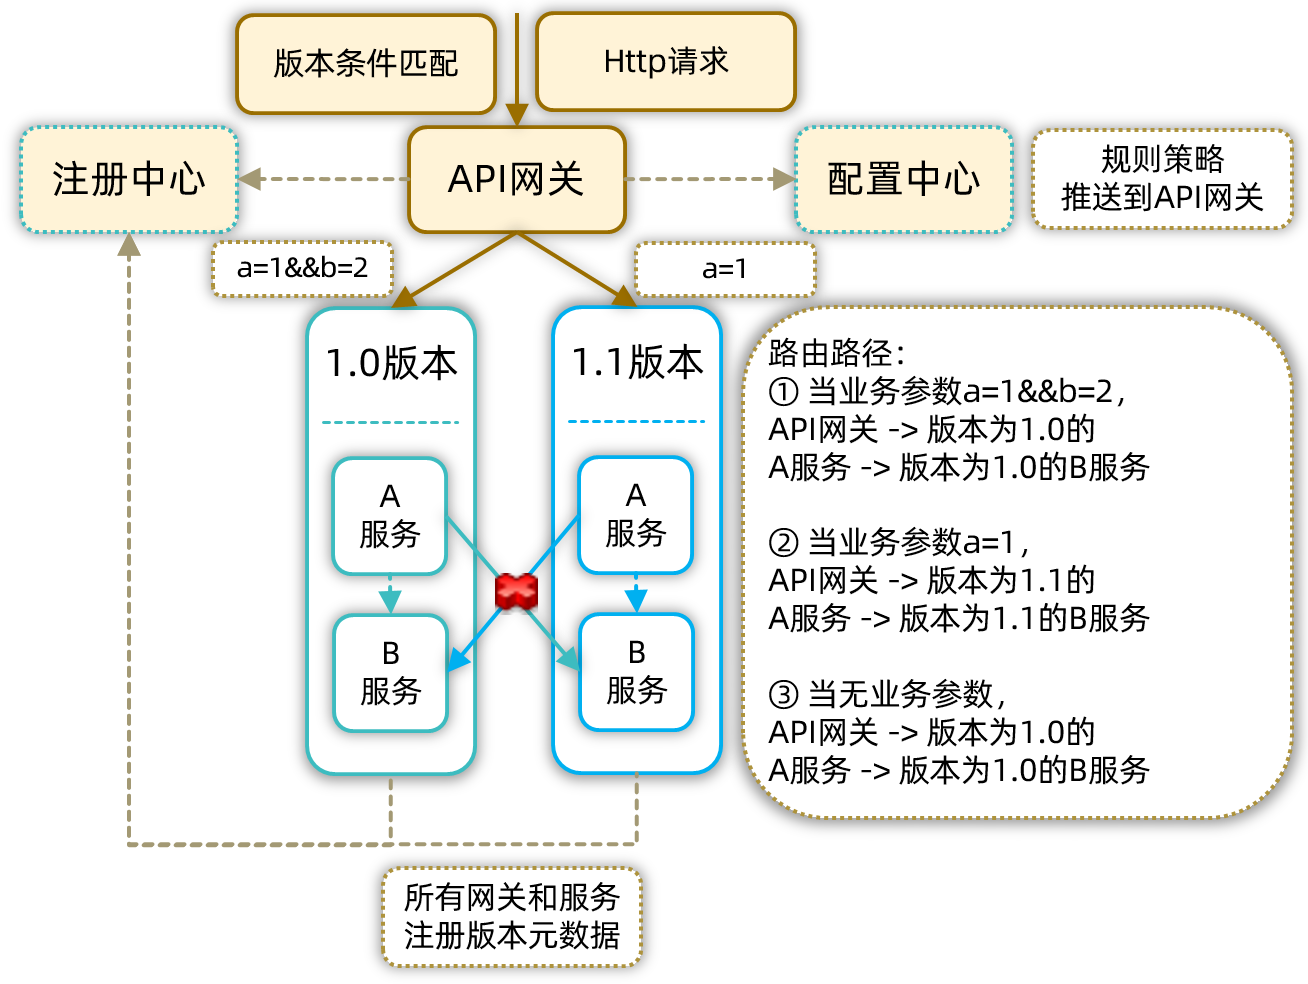 版本条件匹配
Http请求
注册中心
API网关
配置中心
规则策略
推送到API网关
a=1&&b=2
a=1
1.0版本
1.1版本
A
服务
A
服务
B
服务
B
服务
路由路径：
① 当业务参数a=1&&b=2，
API网关 -> 版本为1.0的
A服务 -> 版本为1.0的B服务
② 当业务参数a=1，
API网关 -> 版本为1.1的
A服务 -> 版本为1.1的B服务
③ 当无业务参数，
API网关 -> 版本为1.0的
A服务 -> 版本为1.0的B服务
所有网关和服务
注册版本元数据